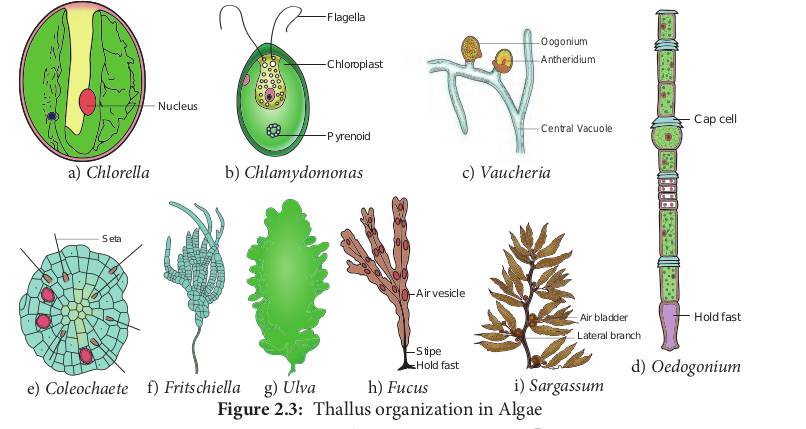 Flagella
Chloroplast
Nucleus
Pyrenoid
a) Chlorella
b) Chlamydomonas
Oogonium
Antheridium
Central Vacuole
c) Vaucheria
Cap cell
Hold fast
d) Oedogonium
Seta
e) Coleochaete
f) Fritschiella
g) Ulva
Air vesicle
Stipe
Hold fast
h) Fucus
Air bladder
Lateral branch
i) Sargassum
Figure 2.3: Thallus organization in Algae